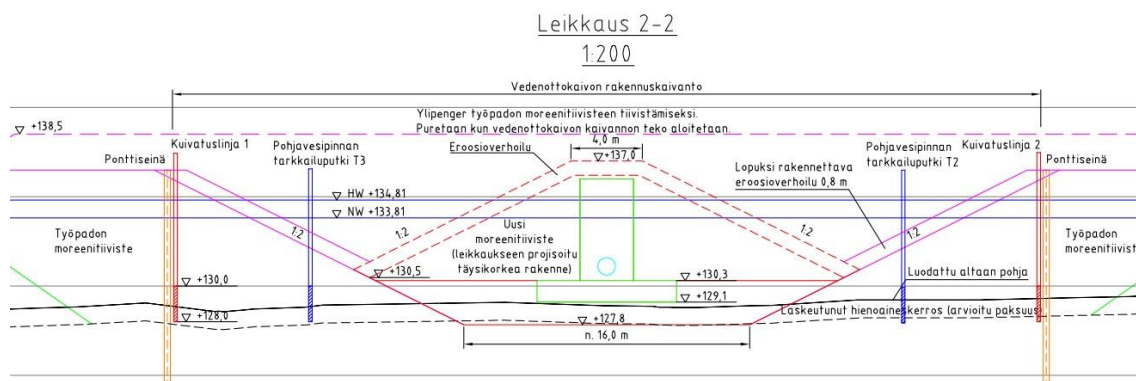 Leikkaus 2-2
1:200
Vedenottokaivon rakennuskaivanto
Ylipenger työpadon moreenitiivisteen tiivistämiseksi.
Puretaan kun vedenottokaivon kaivannon teko aloitetaan.
+138,5
Kuivatuslinja 1
Ponttiseinä
Pohjavesipinnan
tarkkailuputki T3
Eroosioverhoilu
4,0 m
+137,0
Lopuksi rakennettava
eroosioverhoilu 0,8 m
Pohjavesipinnan
tarkkailuputki T2
Kuivatuslinja 2
Ponttiseinä
HW +134,81
NW +133,81
Työpadon
moreenitiiviste
1:2
1:2
Uusi
moreenitiiviste
(leikkaukseen projisoitu
täysikorkea rakenne)
1:2
1:2
Työpadon
moreenitiivist
+130,0
+130,5
+130,3
Luodattu altaan pohja
+129,1
Laskeutunut hienoaineskerros (arvioitu paksuus
+128,0
+127,8
n. 16,0 m